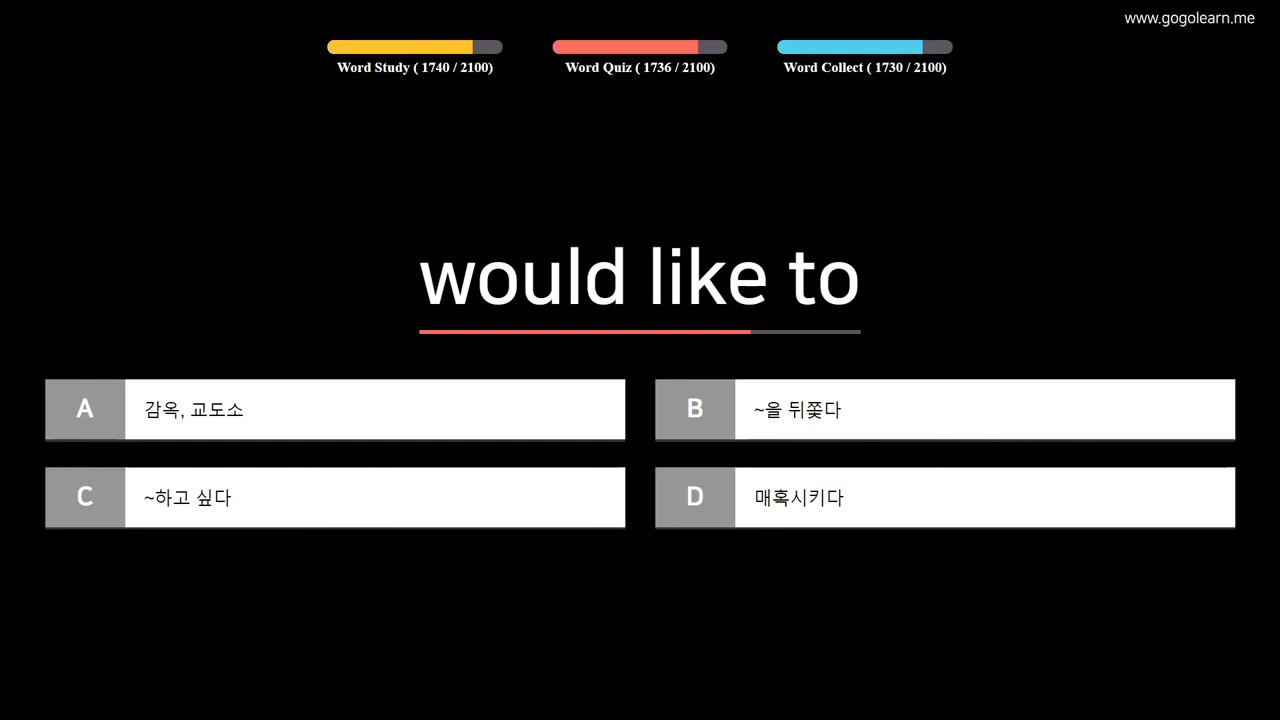 www.gogolearn.me
Word Study ( 1740 / 2100)
Word Quiz ( 1736 / 2100)
Word Collect ( 1730 / 2100)
would like to
A 감옥, 교도소
B ~을 뒤쫓다
C ~하고 싶다
D 매혹시키다